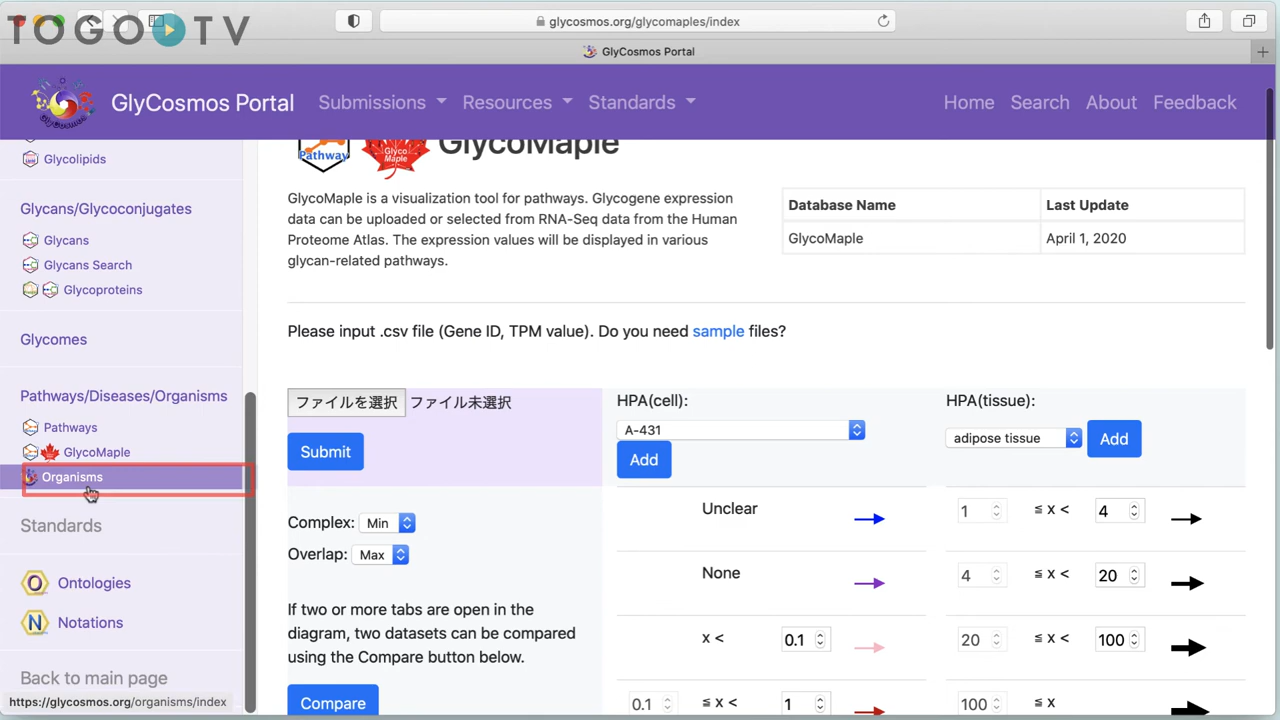 TOGO TV
glycosmos.org/glycomaples/index
GlyCosmos Portal
GlyCosmos Portal
Submissions
Resources
Standards
Home
Search
About
Feedback
Glycolipids
Glycans/Glycoconjugates
Glycans
Glycans Search
Glycoproteins
Glycomes
Pathways/Diseases/Organisms
Pathways
GlycoMaple
Organisms
Standards
Ontologies
Notations
Back to main page
https://glycosmos.org/organisms/index
Pathway
Glyco
Maple
GlycoMaple
GlycoMaple is a visualization tool for pathways. Glycogene expression
data can be uploaded or selected from RNA-Seq data from the Human
Proteome Atlas. The expression values will be displayed in various
glycan-related pathways.
Database Name
Last Update
GlycoMaple
April 1, 2020
Please input .csv file (Gene ID, TPM value). Do you need sample files?
ファイルを選択 ファイル未選択
Submit
HPA(cell):
A-431
Add
HPA(tissue):
adipose tissue
Add
Complex: Min
Overlap: Max
If two or more tabs are open in the
diagram, two datasets can be compared
using the Compare button below.
Compare
Unclear
None
x < 0.1
0.1 ≦ x < 1
1 ≦ x < 4
4 ≦ x < 20
20 ≦ x < 100
100 ≦ x